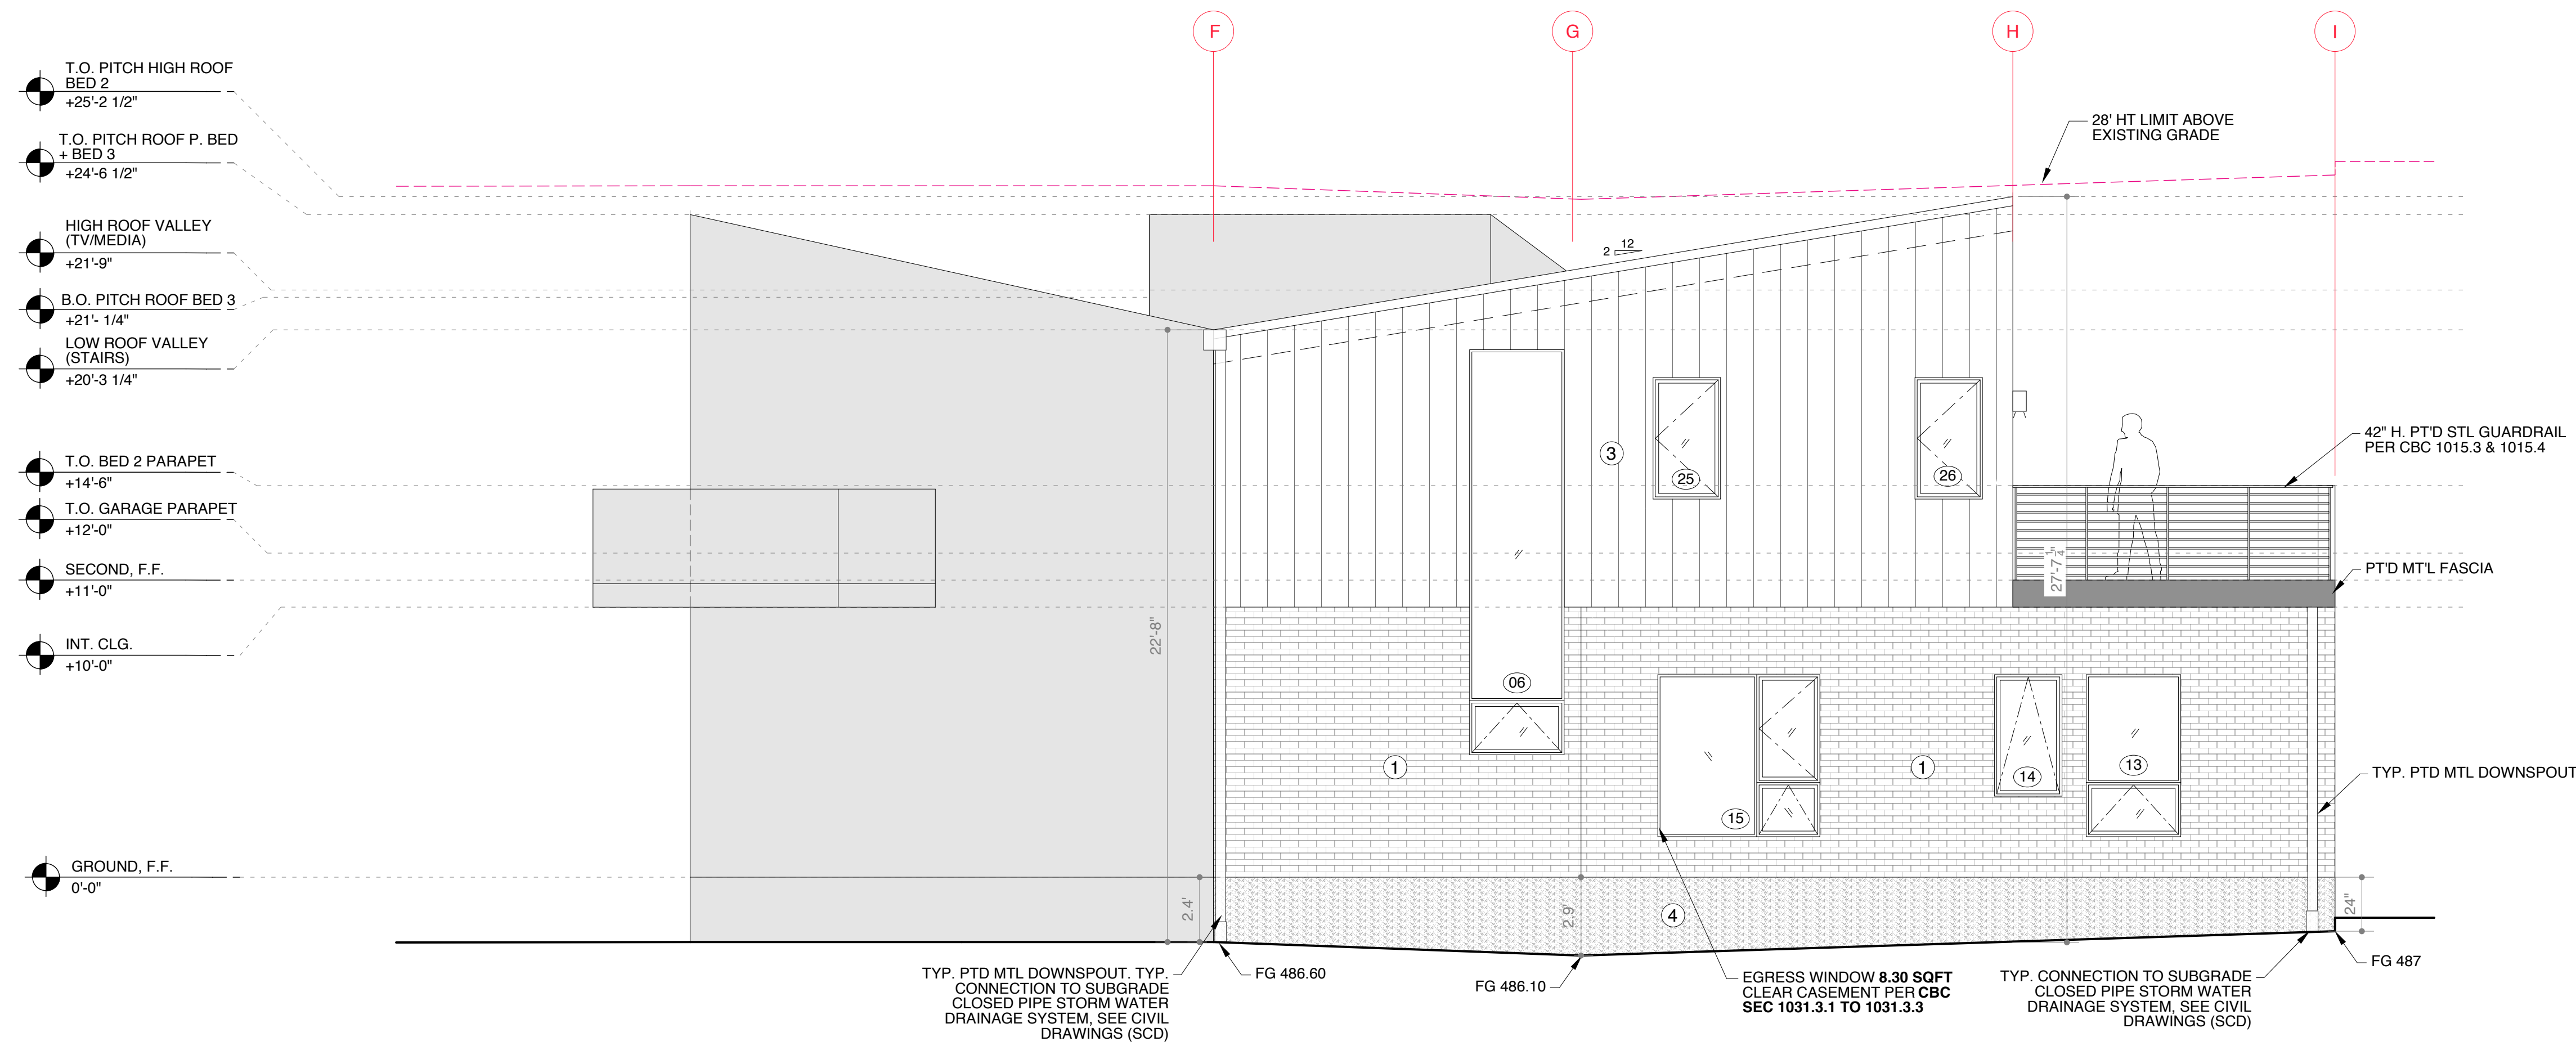 F
G
H
I
T.O. PITCH HIGH ROOF
BED 2
+25'-2 1/2"
T.O. PITCH ROOF P. BED
+ BED 3
+24'-6 1/2"
HIGH ROOF VALLEY
(TV/MEDIA)
+21'-9"
B.O. PITCH ROOF BED 3
+21'- 1/4"
LOW ROOF VALLEY
(STAIRS)
+20'-3 1/4"
T.O. BED 2 PARAPET
+14'-6"
T.O. GARAGE PARAPET
+12'-0"
SECOND, F.F.
+11'-0"
INT. CLG.
+10'-0"
GROUND, F.F.
0'-0"
28' HT LIMIT ABOVE
EXISTING GRADE
12
2
3
25
26
42" H. PT'D STL GUARDRAIL
PER CBC 1015.3 & 1015.4
27'-7 1/4"
PT'D MT'L FASCIA
22'-8"
06
1
15
1
14
13
TYP. PTD MTL DOWNSPOUT
2.4'
2.9'
4
24"
FG 486.60
FG 486.10
FG 487
TYP. PTD MTL DOWNSPOUT. TYP.
CONNECTION TO SUBGRADE
CLOSED PIPE STORM WATER
DRAINAGE SYSTEM, SEE CIVIL
DRAWINGS (SCD)
EGRESS WINDOW 8.30 SQFT
CLEAR CASEMENT PER CBC
SEC 1031.3.1 TO 1031.3.3
TYP. CONNECTION TO SUBGRADE
CLOSED PIPE STORM WATER
DRAINAGE SYSTEM, SEE CIVIL
DRAWINGS (SCD)